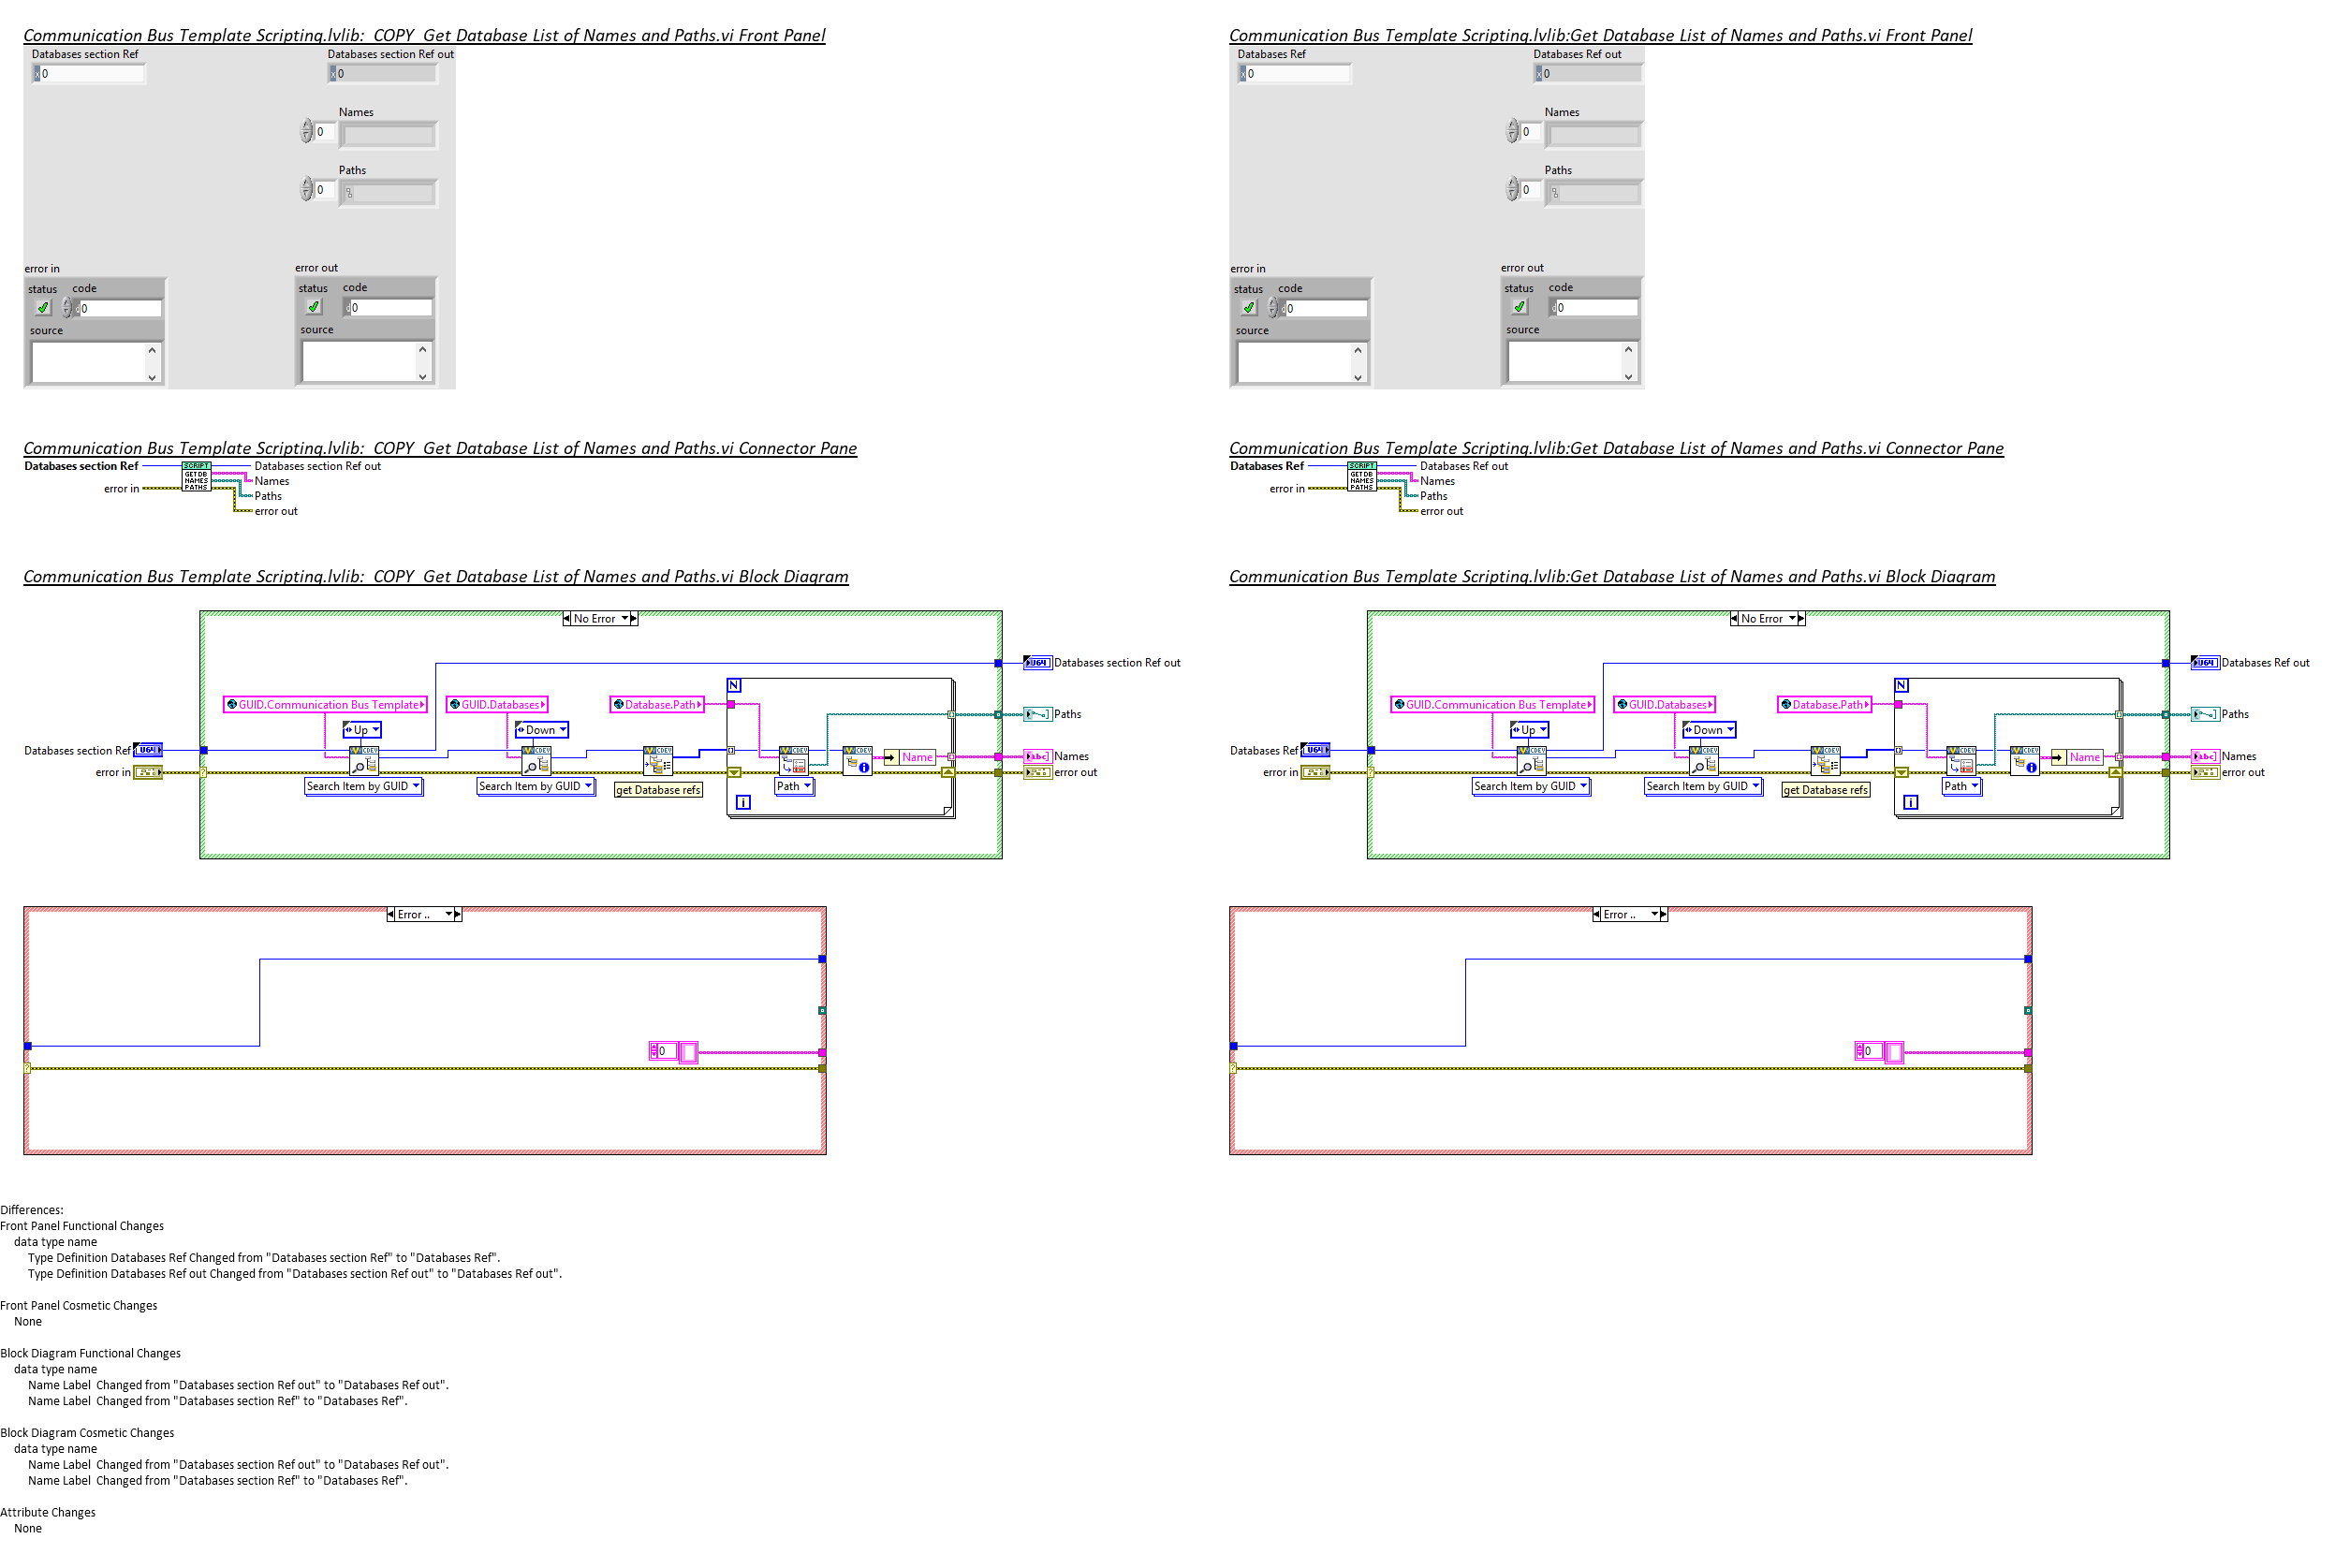 Communication Bus Template Scripting.lvlib:  COPY  Get Database List of Names and Paths.vi Front Panel
Databases section Ref
Databases section Ref out
x 0
x 0
Names
0
Paths
0
error in
error out
status code
status code
d 0
d 0
source
source
Communication Bus Template Scripting.lvlib:Get Database List of Names and Paths.vi Front Panel
Databases Ref
Databases Ref out
x 0
x 0
Names
0
Paths
0
error in
error out
status code
status code
d 0
d 0
source
source
Communication Bus Template Scripting.lvlib:  COPY  Get Database List of Names and Paths.vi Connector Pane
Databases section Ref
SCRIPT
GET DB
NAMES
PATHS
Databases section Ref out
Names
error in
Paths
error out
Communication Bus Template Scripting.lvlib:Get Database List of Names and Paths.vi Connector Pane
Databases Ref
SCRIPT
GET DB
NAMES
PATHS
Databases Ref out
Names
error in
Paths
error out
Communication Bus Template Scripting.lvlib:  COPY  Get Database List of Names and Paths.vi Block Diagram
No Error
U64 Databases section Ref out
N
GUID.Communication Bus Template
GUID.Databases
Database.Path
Paths
Up
Down
Databases section Ref U64
CDEV
CDEV
CDEV
CDEV
CDEV
Name
abc Names
error in
error out
Search Item by GUID
Search Item by GUID
get Database refs
Path
i
Communication Bus Template Scripting.lvlib:Get Database List of Names and Paths.vi Block Diagram
No Error
U64 Databases Ref out
N
GUID.Communication Bus Template
GUID.Databases
Database.Path
Paths
Up
Down
Databases Ref U64
CDEV
CDEV
CDEV
CDEV
CDEV
Name
abc Names
error in
error out
Search Item by GUID
Search Item by GUID
get Database refs
Path
i
Error ..
0
?
Error ..
0
?
Differences:
Front Panel Functional Changes
data type name
Type Definition Databases Ref Changed from "Databases section Ref" to "Databases Ref".
Type Definition Databases Ref out Changed from "Databases section Ref out" to "Databases Ref out".
Front Panel Cosmetic Changes
None
Block Diagram Functional Changes
data type name
Name Label  Changed from "Databases section Ref out" to "Databases Ref out".
Name Label  Changed from "Databases section Ref" to "Databases Ref".
Block Diagram Cosmetic Changes
data type name
Name Label  Changed from "Databases section Ref out" to "Databases Ref out".
Name Label  Changed from "Databases section Ref" to "Databases Ref".
Attribute Changes
None